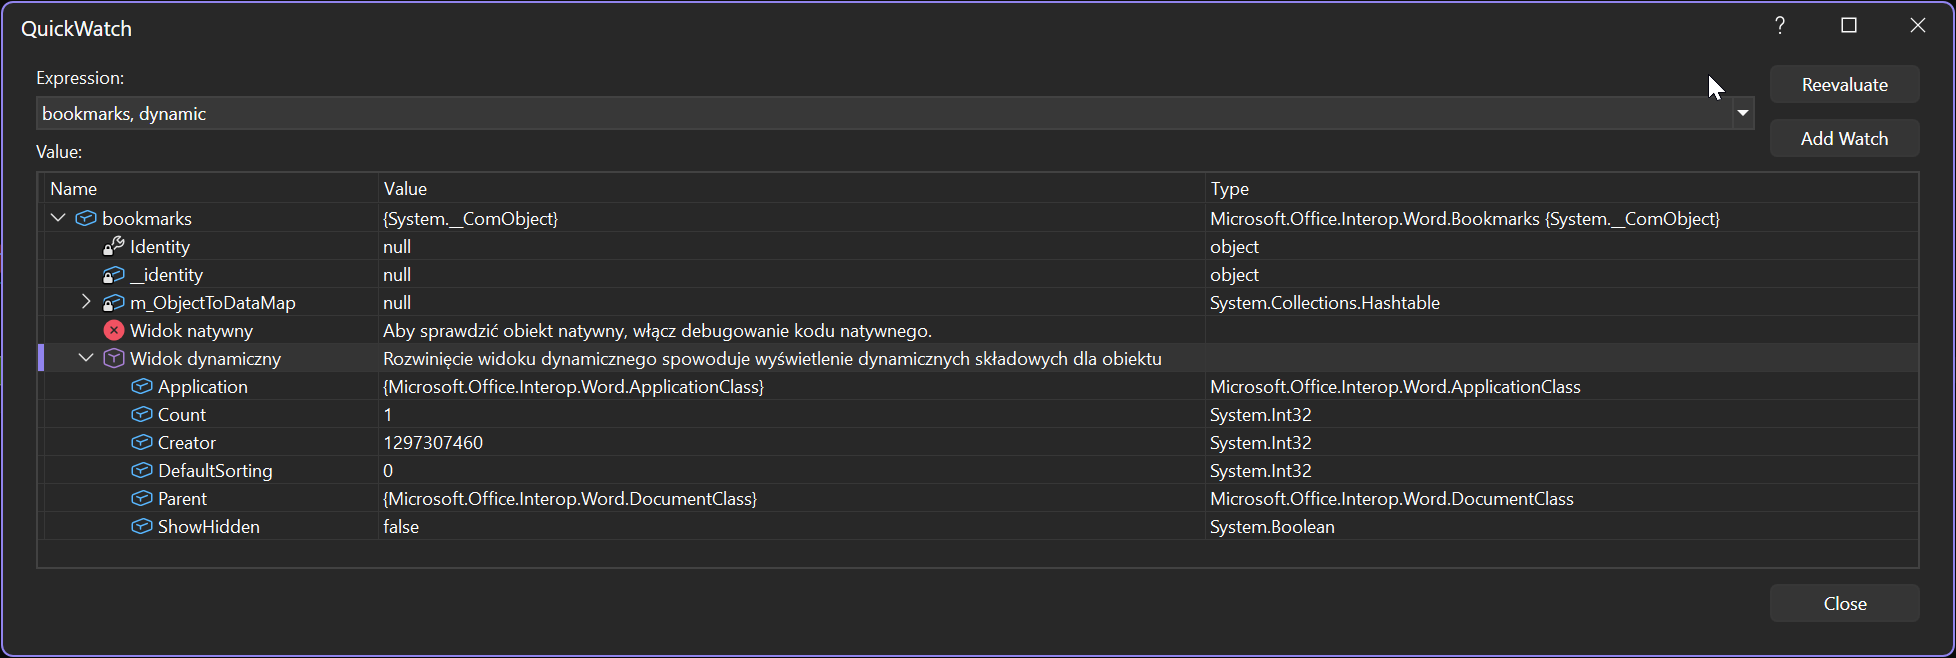 QuickWatch
Expression:
Reevaluate
bookmarks, dynamic
Add Watch
Value:
Name Value Type
bookmarks {System.__ComObject} Microsoft.Office.Interop.Word.Bookmarks {System.__ComObject}
Identity null object
__identity null object
m_ObjectToDataMap null System.Collections.Hashtable
Widok natywny Aby sprawdzić obiekt natywny, włącz debugowanie kodu natywnego.
Widok dynamiczny Rozwinięcie widoku dynamicznego spowoduje wyświetlenie dynamicznych składowych dla obiektu
Application {Microsoft.Office.Interop.Word.ApplicationClass} Microsoft.Office.Interop.Word.ApplicationClass
Count 1 System.Int32
Creator 1297307460 System.Int32
DefaultSorting 0 System.Int32
Parent {Microsoft.Office.Interop.Word.DocumentClass} Microsoft.Office.Interop.Word.DocumentClass
ShowHidden false System.Boolean
Close